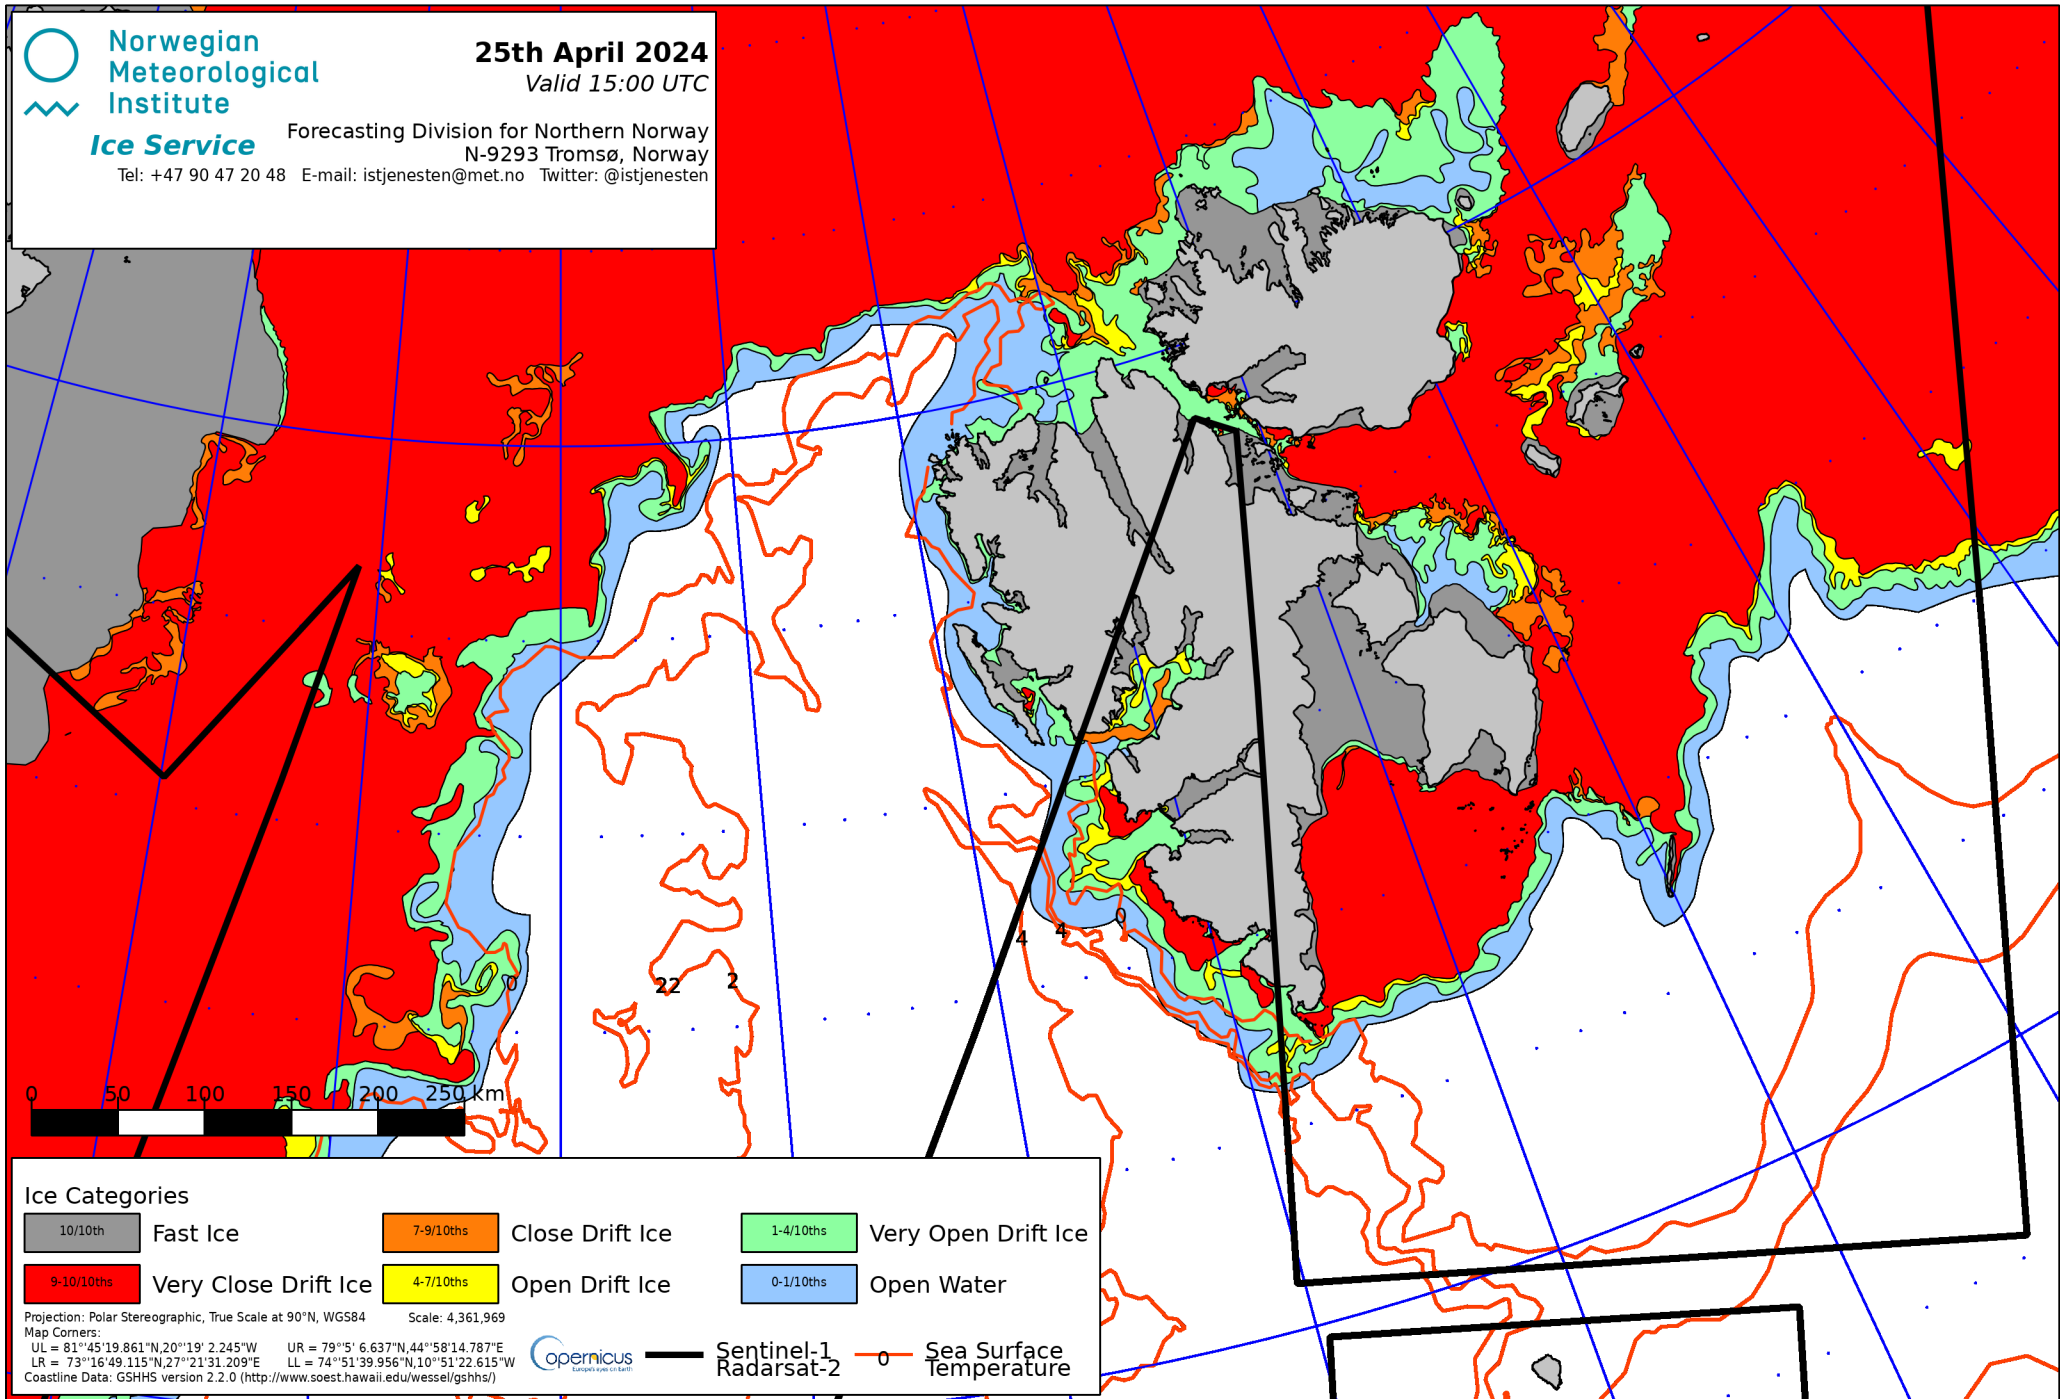 Norwegian
Meteorological
Institute
Ice Service
25th April 2024
Valid 15:00 UTC
Forecasting Division for Northern Norway
N-9293 Tromsø, Norway
Tel: +47 90 47 20 48 E-mail: istjenesten@met.no Twitter: @istjenesten
0
4
4
22
2
0
0 50 100 150 200 250 km
Ice Categories
10/10th Fast Ice
7-9/10ths Close Drift Ice
1-4/10ths Very Open Drift Ice
9-10/10ths Very Close Drift Ice
4-7/10ths Open Drift Ice
0-1/10ths Open Water
Projection: Polar Stereographic, True Scale at 90°N, WGS84 Scale: 4,361,969
Map Corners:
UL = 81°45'19.861"N,20°19' 2.245"W UR = 79°5' 6.637"N,44°58'14.787"E
LR = 73°16'49.115"N,27°21'31.209"E LL = 74°51'39.956"N,10°51'22.615"W
Coastline Data: GSHHS version 2.2.0 (http://www.soest.hawaii.edu/wessel/gshhs/)
Copernicus
Europe's eyes on Earth
Sentinel-1
Radarsat-2
0
Sea Surface
Temperature